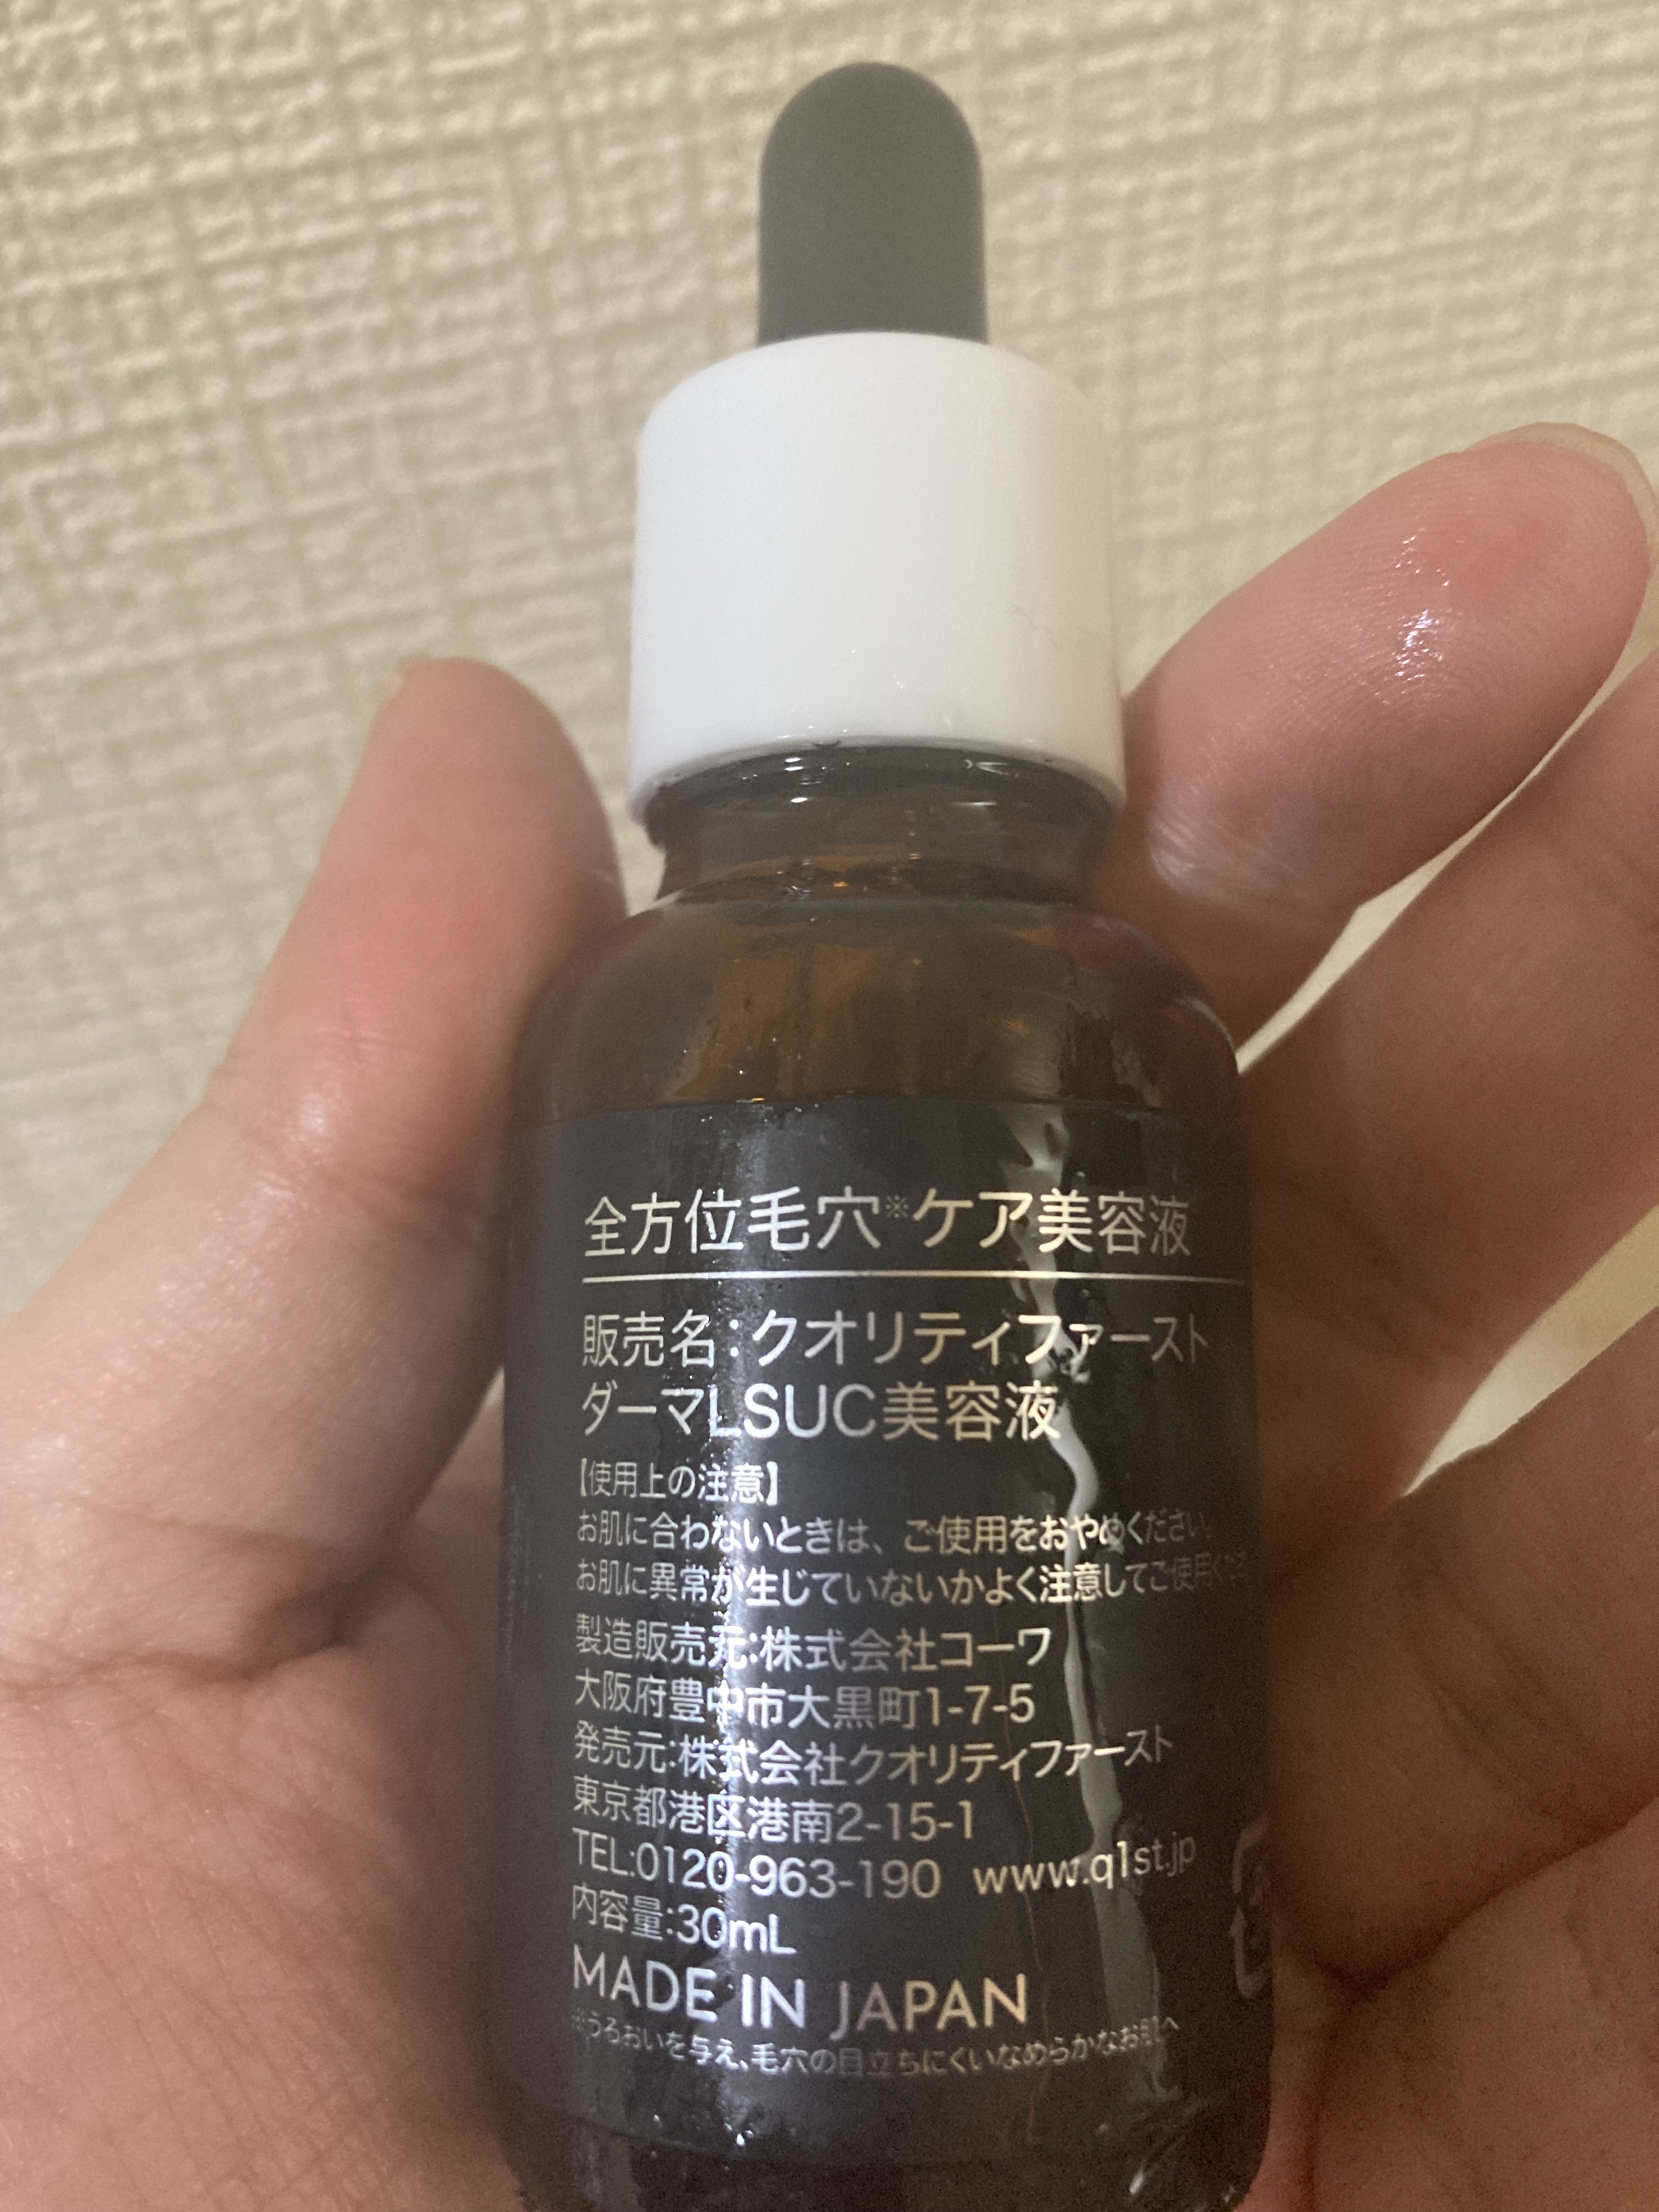 全方位毛穴※ケア美容液
販売名：クオリティファースト
ダーマLSUC美容液
【使用上の注意】
お肌に合わないときは、ご使用をおやめください。
お肌に異常が生じていないかよく注意してご使用くださ
製造販売元:株式会社コーワ
大阪府豊中市大黒町1-7-5
発売元:株式会社クオリティファースト
東京都港区港南2-15-1
TEL:0120-963-190 www.q1st.jp
内容量:30mL
MADE IN JAPAN
※うるおいを与え、毛穴の目立ちにくいなめらかなお肌へ